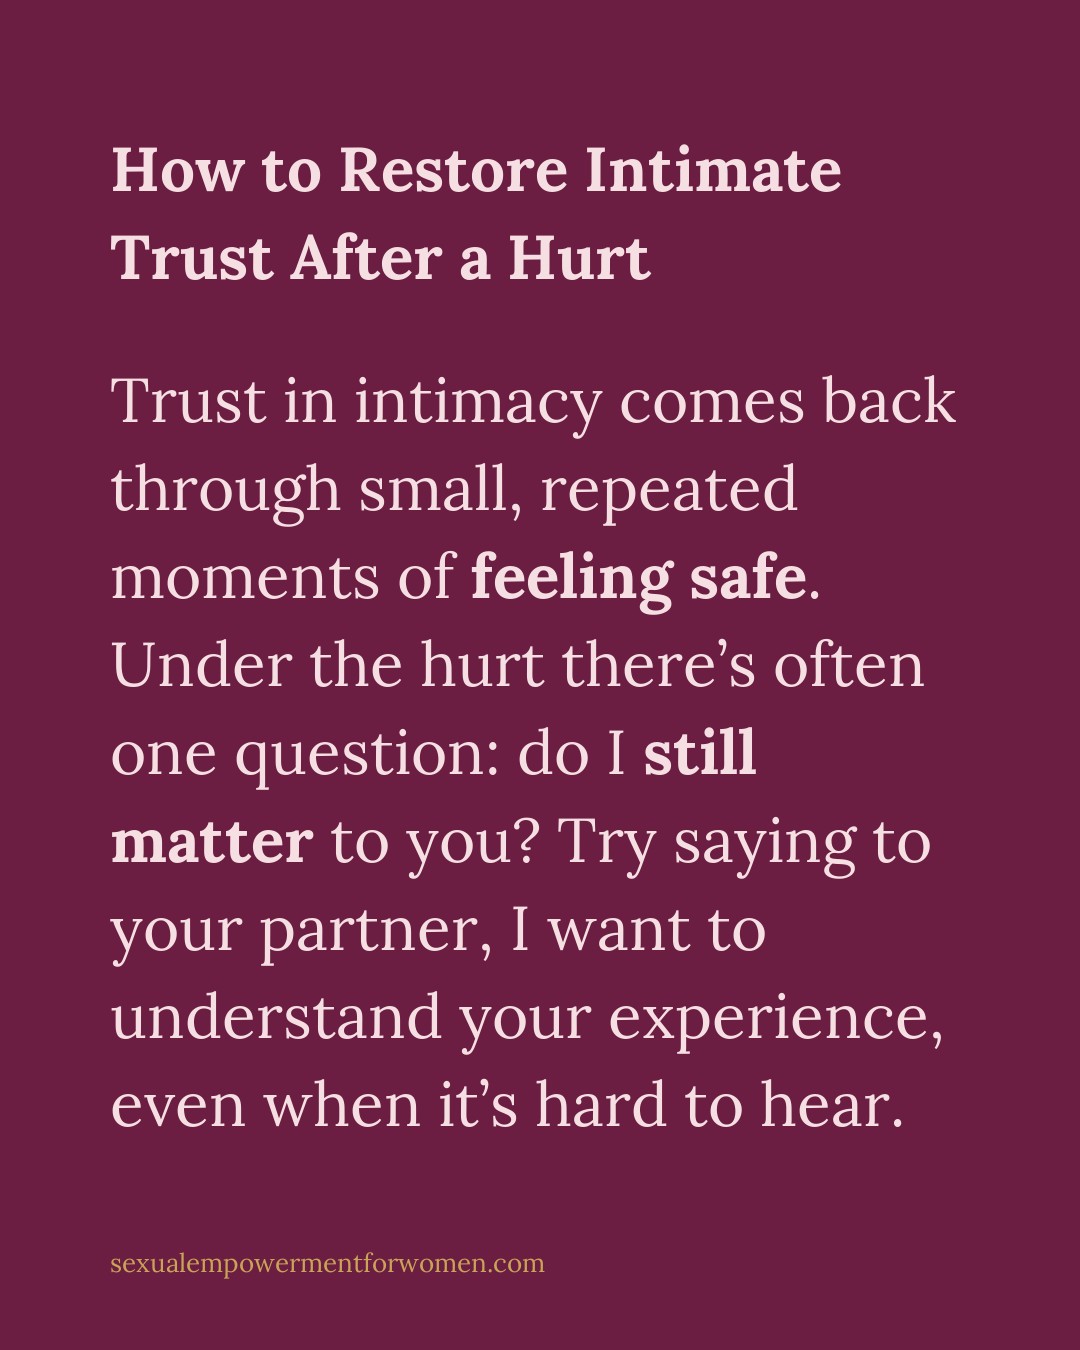 How to Restore Intimate
Trust After a Hurt
Trust in intimacy comes back
through small, repeated
moments of feeling safe.
Under the hurt there’s often
one question: do I still
matter to you? Try saying to
your partner, I want to
understand your experience,
even when it’s hard to hear.
sexualempowermentforwomen.com